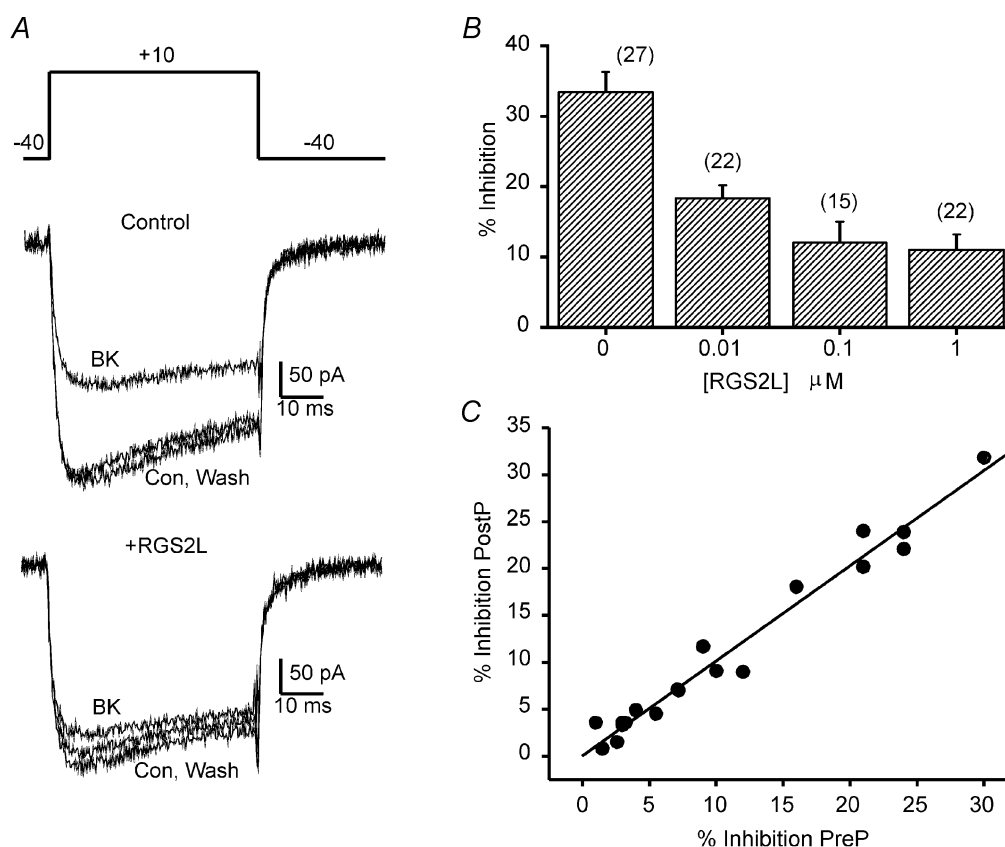 A
+10
-40
-40
Control
BK
50 pA
10 ms
Con, Wash
+RGS2L
BK
50 pA
10 ms
Con, Wash
B
40
30
20
10
0
% Inhibition
(27)
(22)
(15)
(22)
0 0.01 0.1 1
[RGS2L] μM
C
35
30
25
20
15
10
5
0
% Inhibition PostP
0 5 10 15 20 25 30
% Inhibition PreP